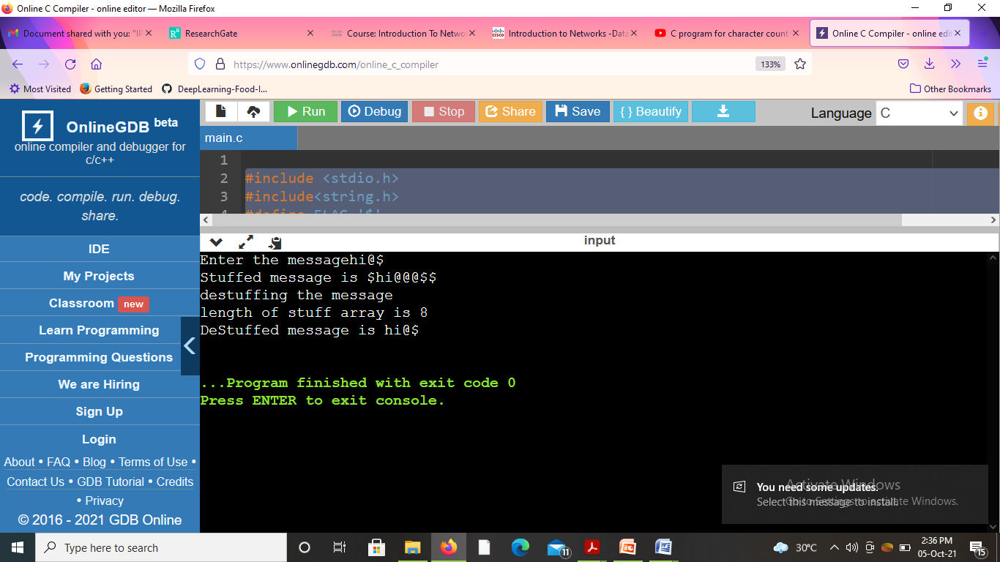 Online C Compiler - online editor — Mozilla Firefox
Document shared with you: "IP
ResearchGate
Course: Introduction To Netwo
Introduction to Networks -Data
C program for character count
Online C Compiler - online edit
https://www.onlinegdb.com/online_c_compiler
133%
Most Visited
Getting Started
DeepLearning-Food-I...
Other Bookmarks
OnlineGDB beta
online compiler and debugger for
c/c++
code. compile. run. debug.
share.
IDE
My Projects
Classroom new
Learn Programming
Programming Questions
We are Hiring
Sign Up
Login
About • FAQ • Blog • Terms of Use •
Contact Us • GDB Tutorial • Credits
• Privacy
© 2016 - 2021 GDB Online
Run
Debug
Stop
Share
Save
{ } Beautify
Language C
main.c
1
2 #include <stdio.h>
3 #include<string.h>
4 #define FLAG '$'
input
Enter the messagehi@$
Stuffed message is $hi@@@$$
destuffing the message
length of stuff array is 8
DeStuffed message is hi@$
...Program finished with exit code 0
Press ENTER to exit console.
Activate Windows
Go to Settings to activate Windows.
You need some updates.
Select this message to install.
Type here to search
11
30°C
2:36 PM
05-Oct-21
15